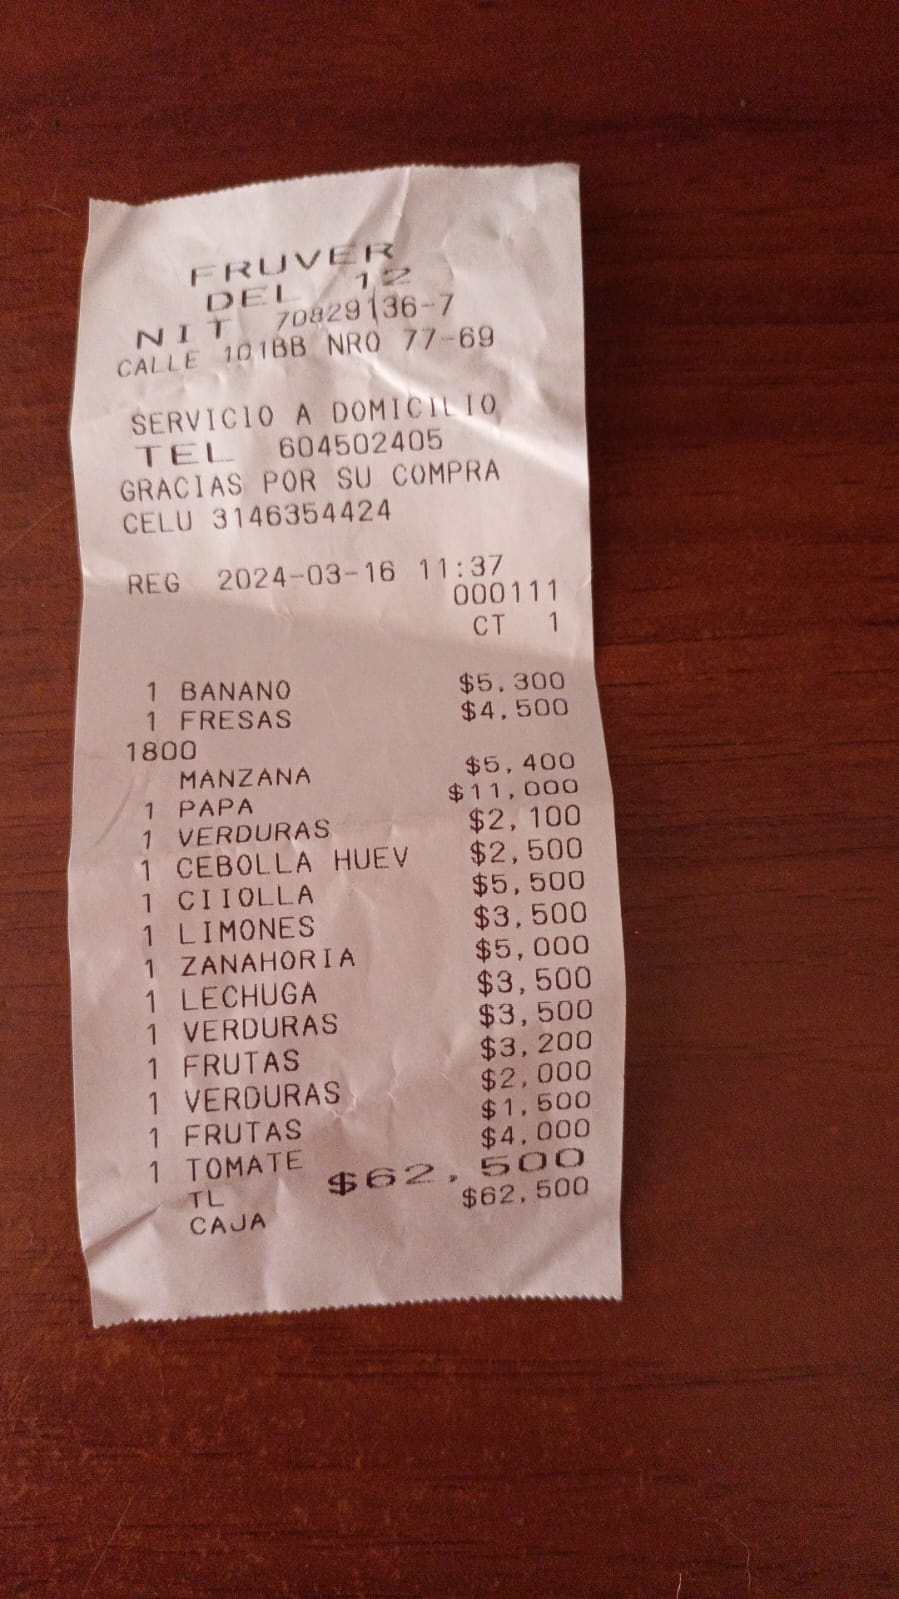 FRUVER
DEL 12
NIT 70829136-7
CALLE 101BB NRO 77-69
SERVICIO A DOMICILIO
TEL 604502405
GRACIAS POR SU COMPRA
CELU 3146354424
REG 2024-03-16 11:37
000111
CT 1
1 BANANO $5,300
1 FRESAS $4,500
1800
MANZANA $5,400
1 PAPA $11,000
1 VERDURAS $2,100
1 CEBOLLA HUEV $2,500
1 CIIOLLA $5,500
1 LIMONES $3,500
1 ZANAHORIA $5,000
1 LECHUGA $3,500
1 VERDURAS $3,500
1 FRUTAS $3,200
1 VERDURAS $2,000
1 FRUTAS $1,500
1 TOMATE $4,000
TL $62,500
CAJA $62,500